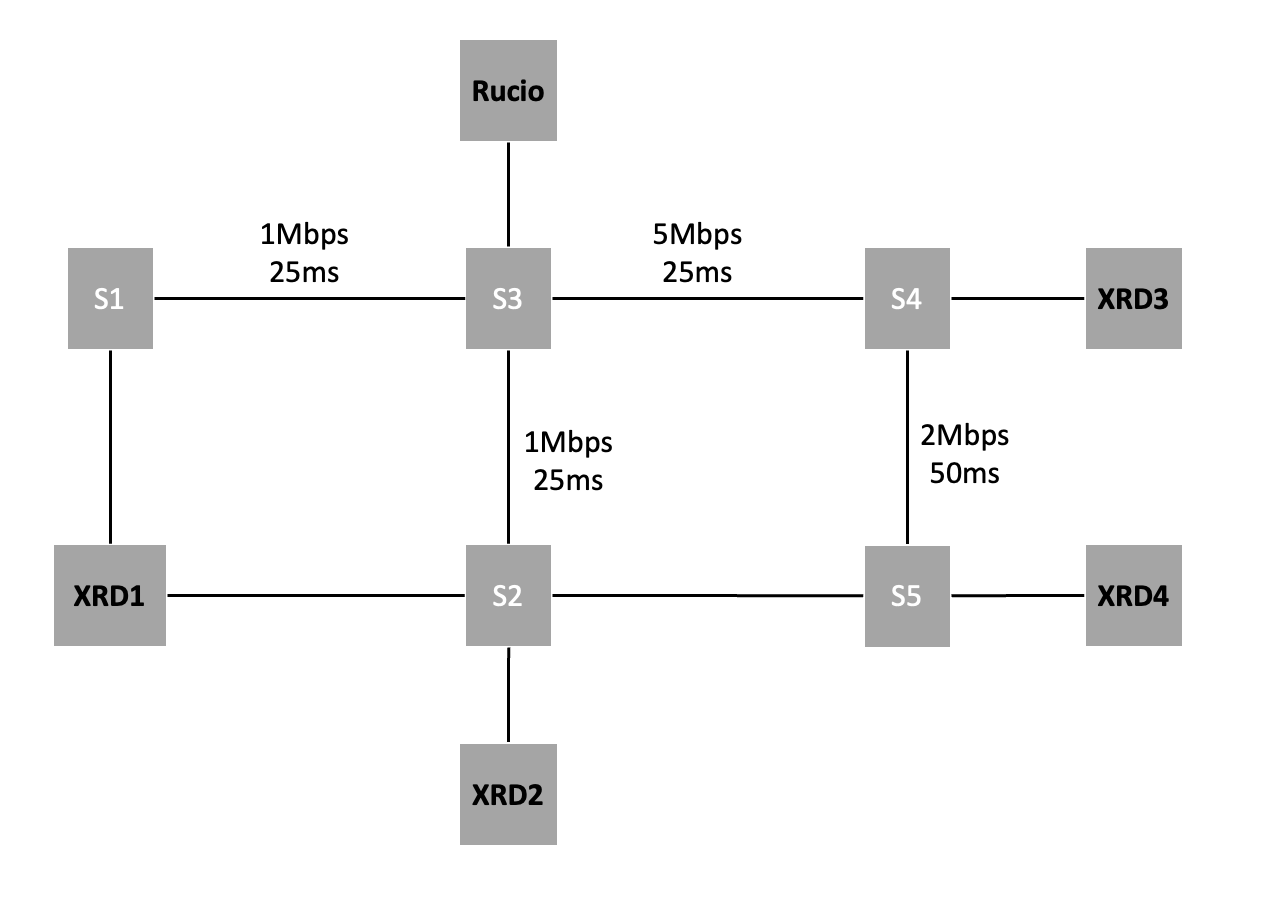 Rucio
1Mbps
25ms
5Mbps
25ms
S1
S3
S4
XRD3
1Mbps
25ms
2Mbps
50ms
XRD1
S2
S5
XRD4
XRD2